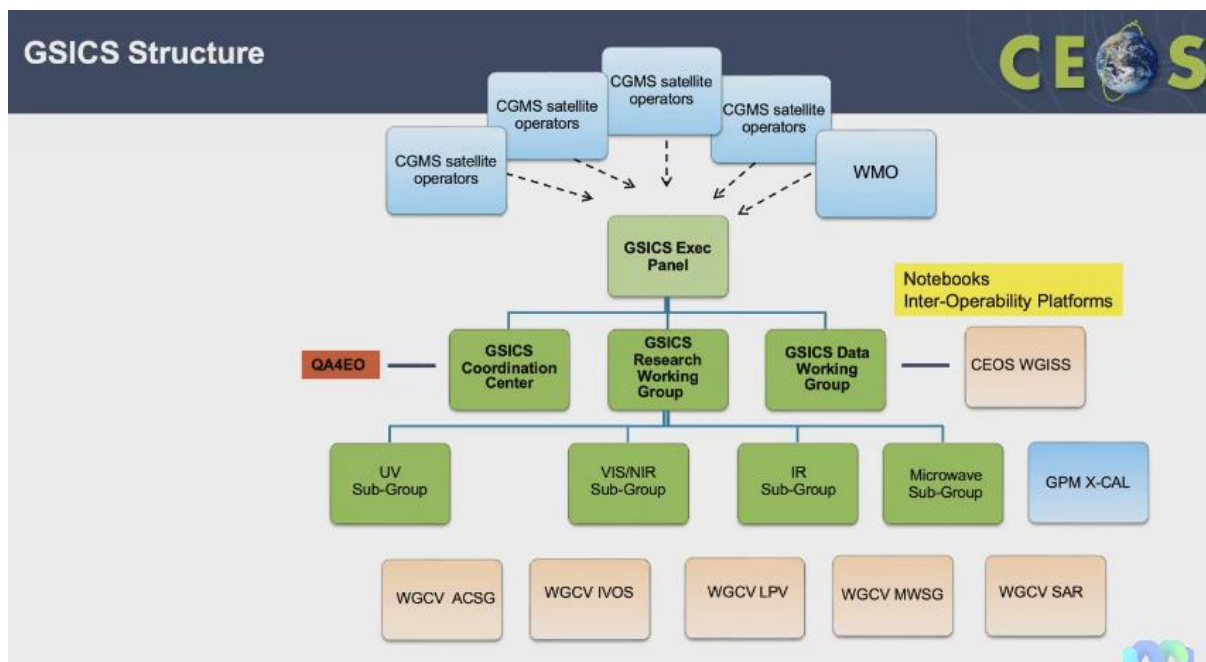 GSICS Structure
CEOS
CGMS satellite
operators
CGMS satellite
operators
CGMS satellite
operators
CGMS satellite
operators
WMO
GSICS Exec
Panel
Notebooks
Inter-Operability Platforms
QA4EO
GSICS
Coordination
Center
GSICS
Research
Working
Group
GSICS Data
Working
Group
CEOS WGISS
UV
Sub-Group
VIS/NIR
Sub-Group
IR
Sub-Group
Microwave
Sub-Group
GPM X-CAL
WGCV ACSG
WGCV IVOS
WGCV LPV
WGCV MWSG
WGCV SAR